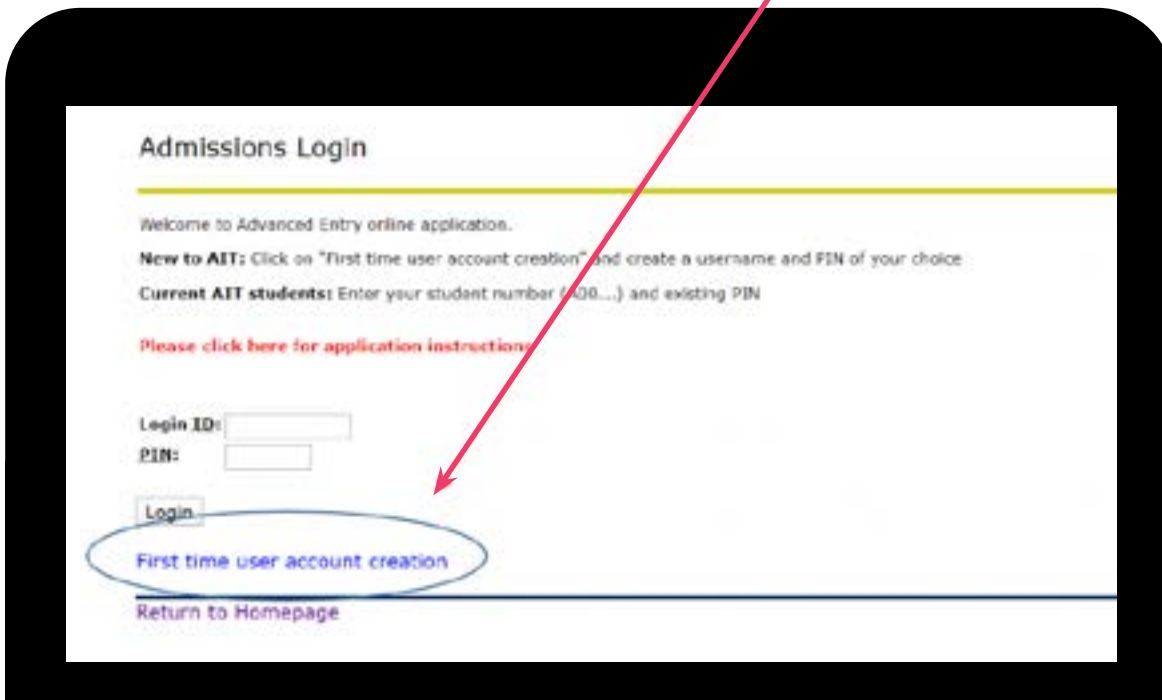 Admissions Login
Welcome to Advanced Entry online application.
New to AIT: Click on "First time user account creation" and create a username and PIN of your choice
Current AIT students: Enter your student number (A00...) and existing PIN
Please click here for application instructions
Login ID:
PIN:
Login
First time user account creation
Return to Homepage